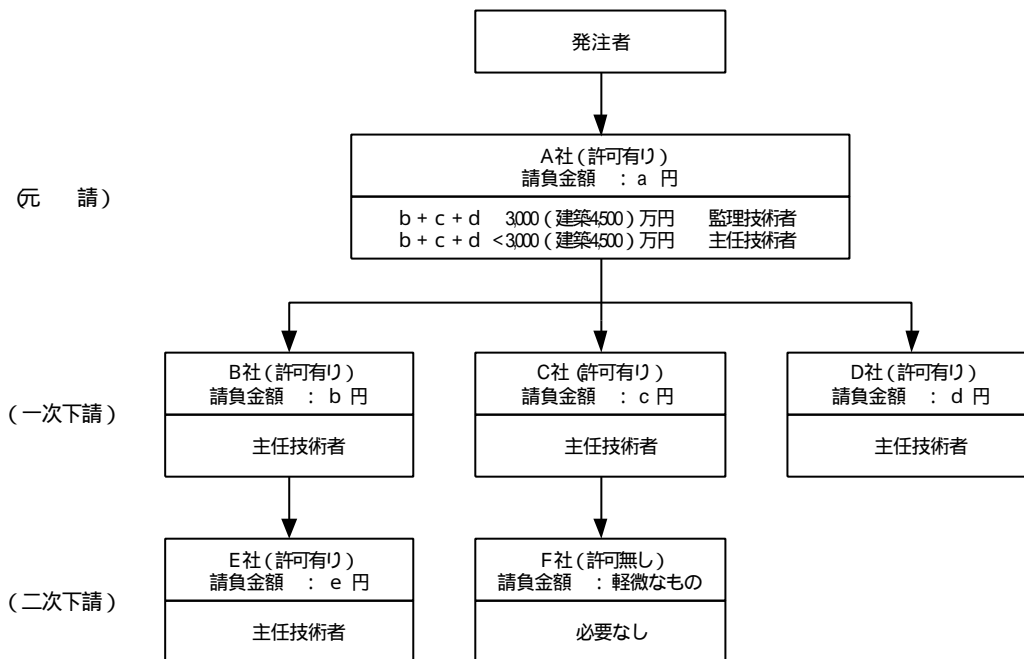 発注者
A社(許可有り)
請負金額 : a 円
(元 請)
b + c + d 3,000(建築4,500)万円 監理技術者
b + c + d <3,000(建築4,500)万円 主任技術者
B社(許可有り)
請負金額 : b 円
C社(許可有り)
請負金額 : c 円
D社(許可有り)
請負金額 : d 円
(一次下請)
主任技術者
主任技術者
主任技術者
E社(許可有り)
請負金額 : e 円
F社(許可無し)
請負金額 : 軽微なもの
(二次下請)
主任技術者
必要なし